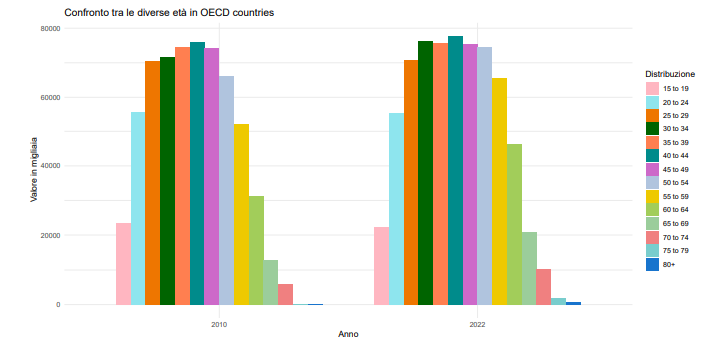 Confronto tra le diverse età in OECD countries
80000
60000
40000
20000
0
Valore in migliaia
2010
2022
Anno
Distribuzione
15 to 19
20 to 24
25 to 29
30 to 34
35 to 39
40 to 44
45 to 49
50 to 54
55 to 59
60 to 64
65 to 69
70 to 74
75 to 79
80+